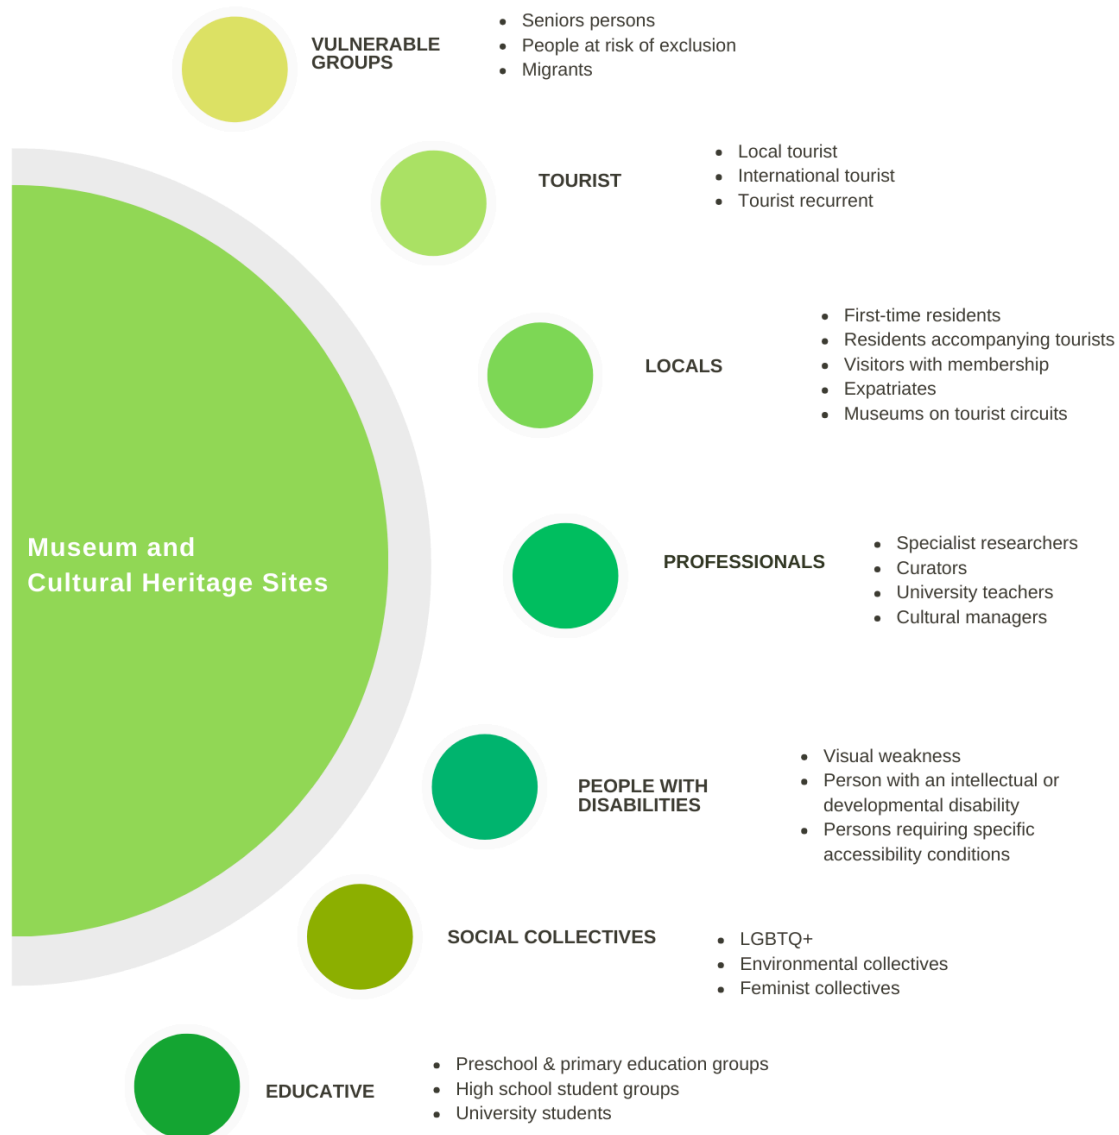 VULNERABLE
GROUPS
• Seniors persons
• People at risk of exclusion
• Migrants
TOURIST
• Local tourist
• International tourist
• Tourist recurrent
LOCALS
• First-time residents
• Residents accompanying tourists
• Visitors with membership
• Expatriates
• Museums on tourist circuits
Museum and
Cultural Heritage Sites
PROFESSIONALS
• Specialist researchers
• Curators
• University teachers
• Cultural managers
PEOPLE WITH
DISABILITIES
• Visual weakness
• Person with an intellectual or
developmental disability
• Persons requiring specific
accessibility conditions
SOCIAL COLLECTIVES
• LGBTQ+
• Environmental collectives
• Feminist collectives
EDUCATIVE
• Preschool & primary education groups
• High school student groups
• University students